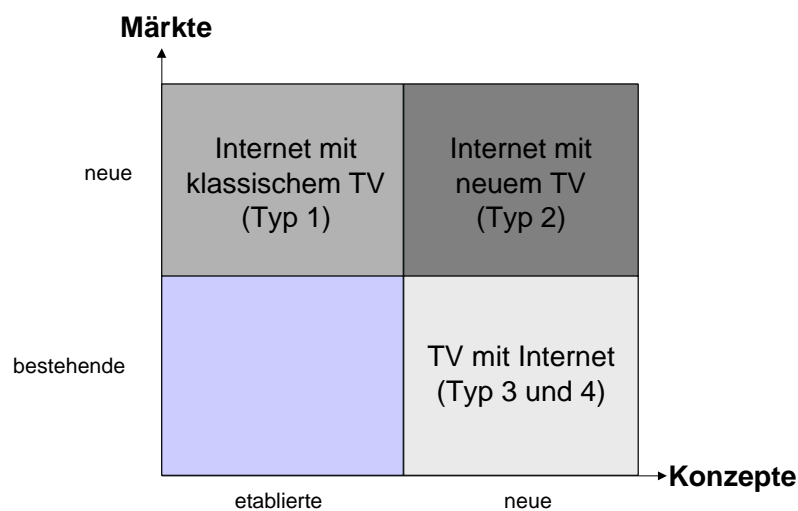 Märkte
neue
Internet mit
klassischem TV
(Typ 1)
Internet mit
neuem TV
(Typ 2)
bestehende
TV mit Internet
(Typ 3 und 4)
Konzepte
etablierte
neue